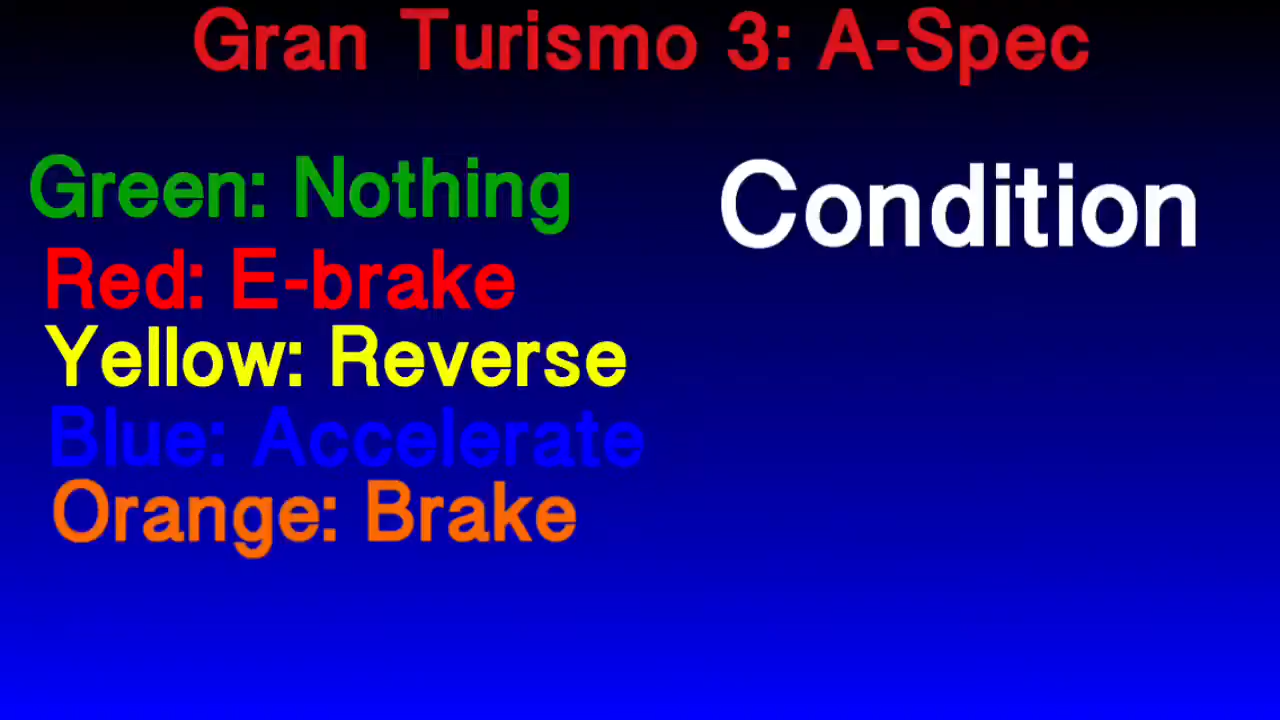 Gran Turismo 3: A-Spec
Green: Nothing
Condition
Red: E-brake
Yellow: Reverse
Blue: Accelerate
Orange: Brake